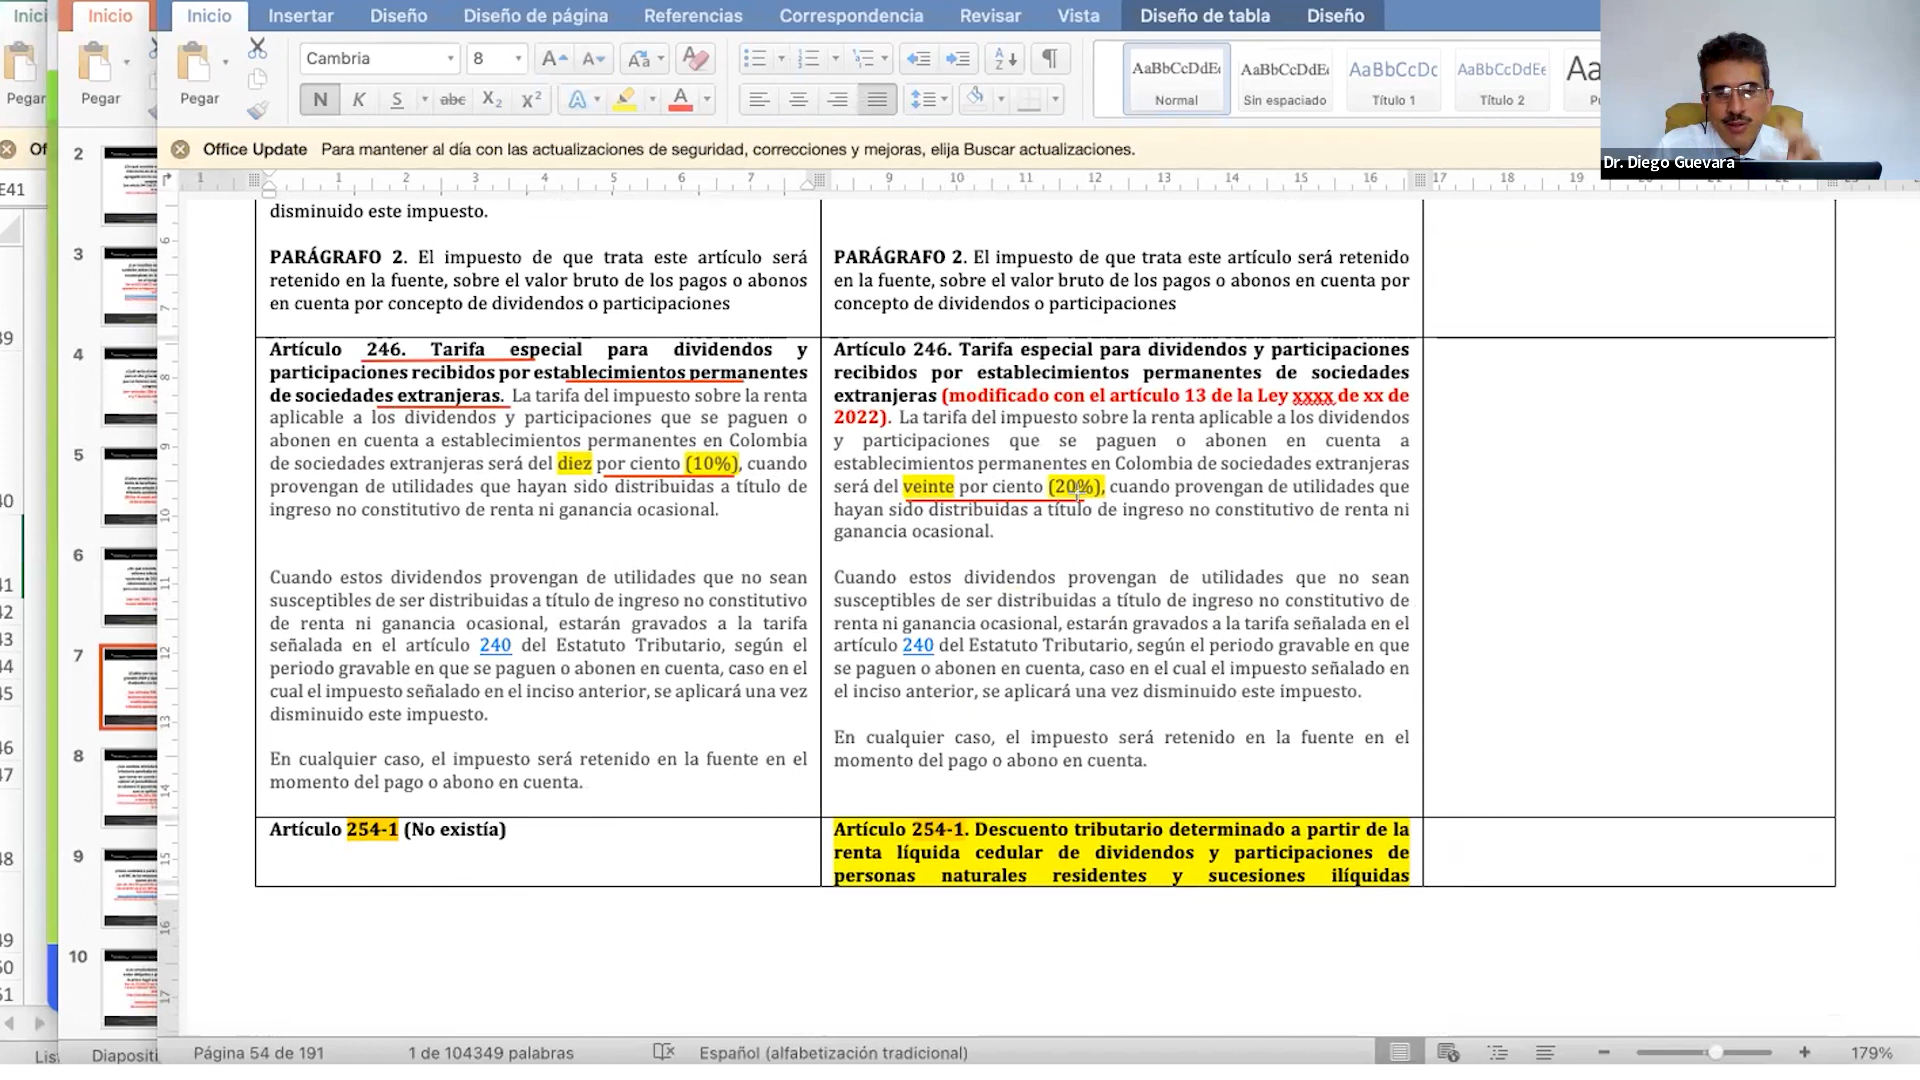 Inicio
Insertar
Diseño
Diseño de página
Referencias
Correspondencia
Revisar
Vista
Diseño de tabla
Diseño
Inicio
Pegar
Pegar
Pegar
Cambria
8
AaBbCcDdEe
Normal
AaBbCcDdEe
Sin espaciado
AaBbCcDc
Título 1
AaBbCcDdEe
Título 2
Dr. Diego Guevara
Office Update Para mantener al día con las actualizaciones de seguridad, correcciones y mejoras, elija Buscar actualizaciones.
E41
disminuido este impuesto.
PARÁGRAFO 2. El impuesto de que trata este artículo será
retenido en la fuente, sobre el valor bruto de los pagos o abonos
en cuenta por concepto de dividendos o participaciones
PARÁGRAFO 2. El impuesto de que trata este artículo será retenido
en la fuente, sobre el valor bruto de los pagos o abonos en cuenta por
concepto de dividendos o participaciones
Artículo 246. Tarifa especial para dividendos y
participaciones recibidos por establecimientos permanentes
de sociedades extranjeras. La tarifa del impuesto sobre la renta
aplicable a los dividendos y participaciones que se paguen o
abonen en cuenta a establecimientos permanentes en Colombia
de sociedades extranjeras será del diez por ciento (10%), cuando
provengan de utilidades que hayan sido distribuidas a título de
ingreso no constitutivo de renta ni ganancia ocasional.
Cuando estos dividendos provengan de utilidades que no sean
susceptibles de ser distribuidas a título de ingreso no constitutivo
de renta ni ganancia ocasional, estarán gravados a la tarifa
señalada en el artículo 240 del Estatuto Tributario, según el
periodo gravable en que se paguen o abonen en cuenta, caso en el
cual el impuesto señalado en el inciso anterior, se aplicará una vez
disminuido este impuesto.
En cualquier caso, el impuesto será retenido en la fuente en el
momento del pago o abono en cuenta.
Artículo 246. Tarifa especial para dividendos y participaciones
recibidos por establecimientos permanentes de sociedades
extranjeras (modificado con el artículo 13 de la Ley xxxx de xx de
2022). La tarifa del impuesto sobre la renta aplicable a los dividendos
y participaciones que se paguen o abonen en cuenta a
establecimientos permanentes en Colombia de sociedades extranjeras
será del veinte por ciento (20%), cuando provengan de utilidades que
hayan sido distribuidas a título de ingreso no constitutivo de renta ni
ganancia ocasional.
Cuando estos dividendos provengan de utilidades que no sean
susceptibles de ser distribuidas a título de ingreso no constitutivo de
renta ni ganancia ocasional, estarán gravados a la tarifa señalada en el
artículo 240 del Estatuto Tributario, según el periodo gravable en que
se paguen o abonen en cuenta, caso en el cual el impuesto señalado en
el inciso anterior, se aplicará una vez disminuido este impuesto.
En cualquier caso, el impuesto será retenido en la fuente en el
momento del pago o abono en cuenta.
Artículo 254-1 (No existía)
Artículo 254-1. Descuento tributario determinado a partir de la
renta líquida cedular de dividendos y participaciones de
personas naturales residentes y sucesiones ilíquidas
2
3
4
5
6
7
8
9
10
Página 54 de 191
1 de 104349 palabras
Español (alfabetización tradicional)
179%